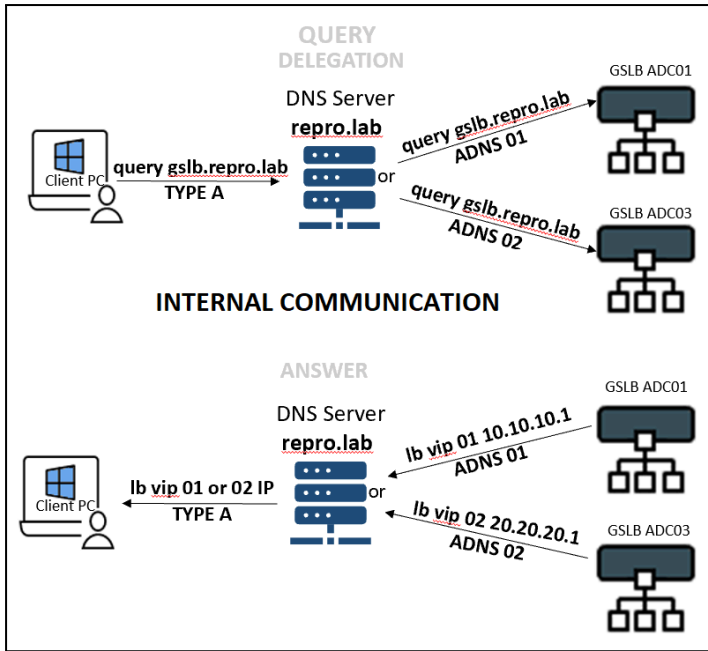 QUERY
DELEGATION
DNS Server
repro.lab
Client PC
query gslb.repro.lab
TYPE A
or
query gslb.repro.lab
ADNS 01
GSLB ADC01
query gslb.repro.lab
ADNS 02
GSLB ADC03
INTERNAL COMMUNICATION
ANSWER
DNS Server
repro.lab
Client PC
lb vip 01 or 02 IP
TYPE A
or
lb vip 01 10.10.10.1
ADNS 01
GSLB ADC01
lb vip 02 20.20.20.1
ADNS 02
GSLB ADC03